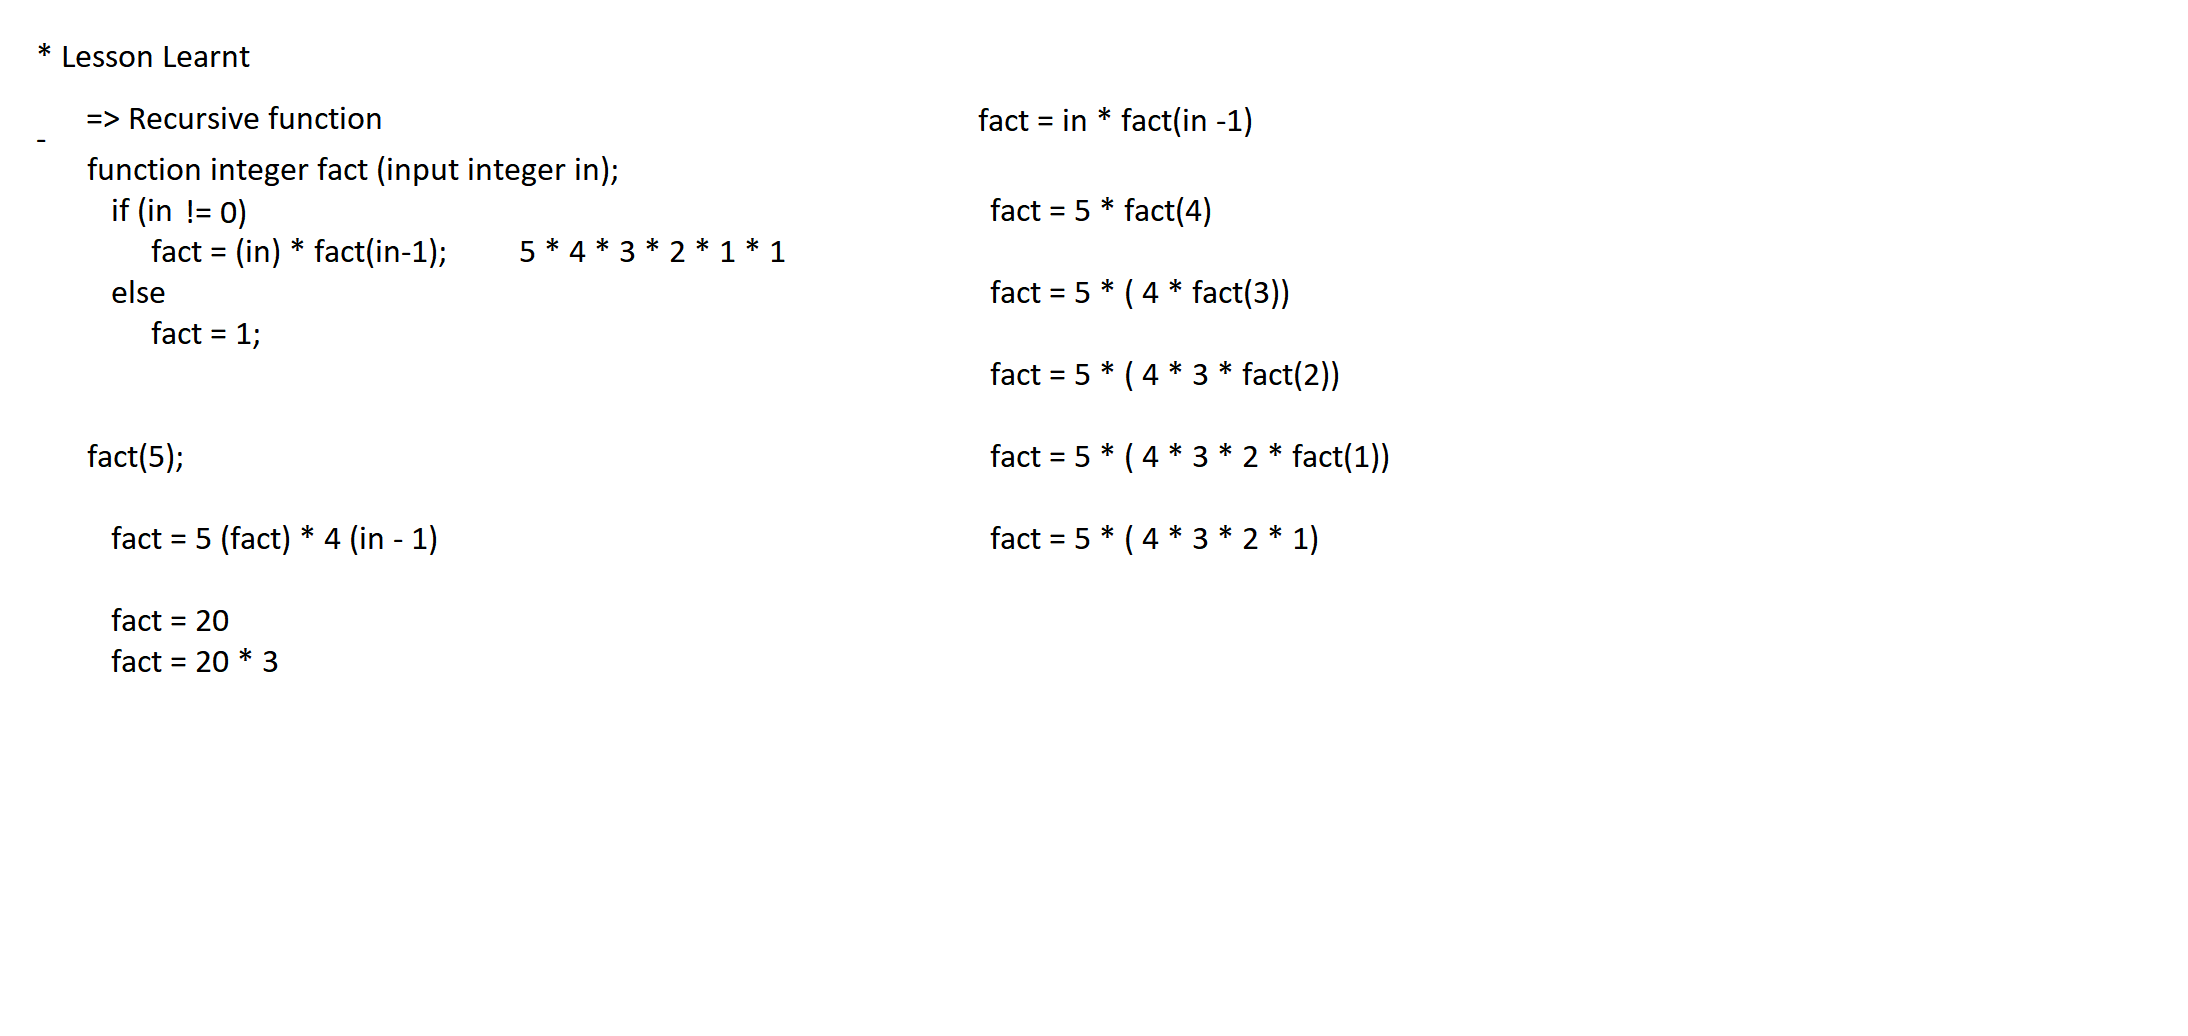 * Lesson Learnt
=> Recursive function
-
function integer fact (input integer in);
if (in != 0)
fact = (in) * fact(in-1); 5 * 4 * 3 * 2 * 1 * 1
else
fact = 1;
fact(5);
fact = 5 (fact) * 4 (in - 1)
fact = 20
fact = 20 * 3
fact = in * fact(in -1)
fact = 5 * fact(4)
fact = 5 * ( 4 * fact(3))
fact = 5 * ( 4 * 3 * fact(2))
fact = 5 * ( 4 * 3 * 2 * fact(1))
fact = 5 * ( 4 * 3 * 2 * 1)